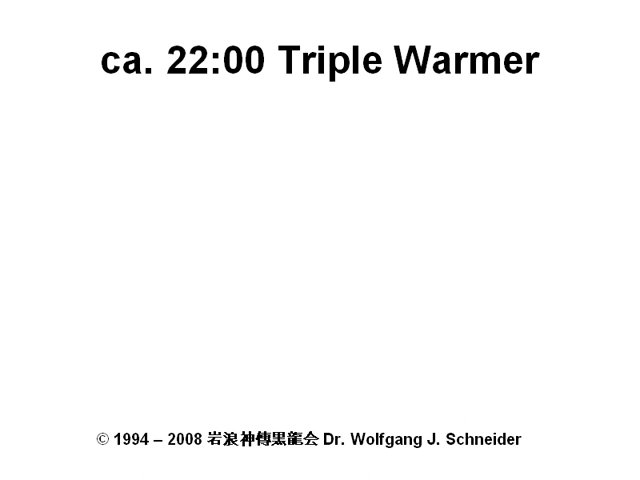 ca. 22:00 Triple Warmer
© 1994 – 2008 岩浪神傳黒龍会 Dr. Wolfgang J. Schneider